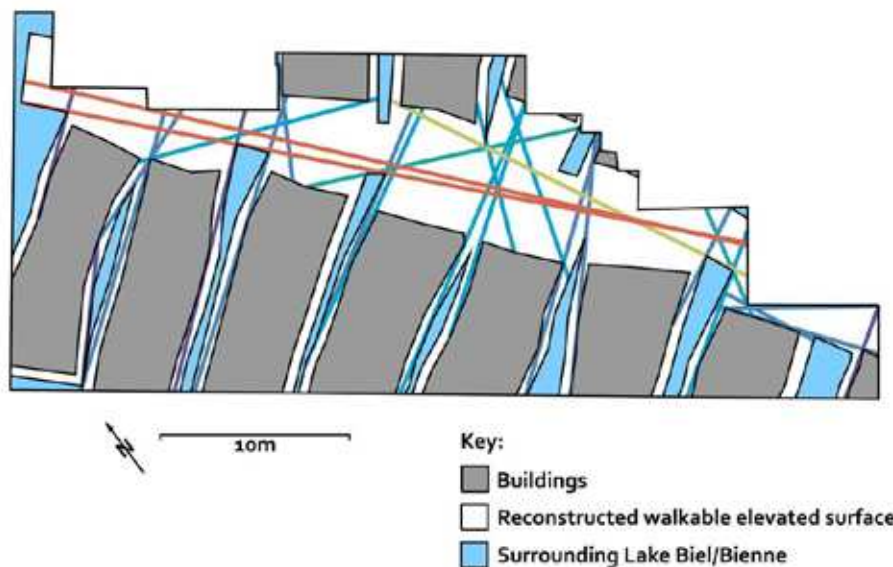 N
10m
Key:
Buildings
Reconstructed walkable elevated surface
Surrounding Lake Biel/Bienne